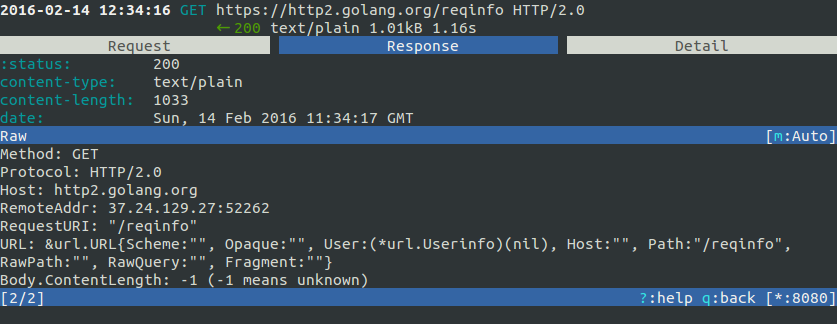 2016-02-14 12:34:16 GET https://http2.golang.org/reqinfo HTTP/2.0
← 200 text/plain 1.01kB 1.16s
Request Response Detail
:status: 200
content-type: text/plain
content-length: 1033
date: Sun, 14 Feb 2016 11:34:17 GMT
Raw [m:Auto]
Method: GET
Protocol: HTTP/2.0
Host: http2.golang.org
RemoteAddr: 37.24.129.27:52262
RequestURI: "/reqinfo"
URL: &url.URL{Scheme:"", Opaque:"", User:(*url.Userinfo)(nil), Host:"", Path:"/reqinfo",
RawPath:"", RawQuery:"", Fragment:""}
Body.ContentLength: -1 (-1 means unknown)
[2/2] ?:help q:back [*:8080]